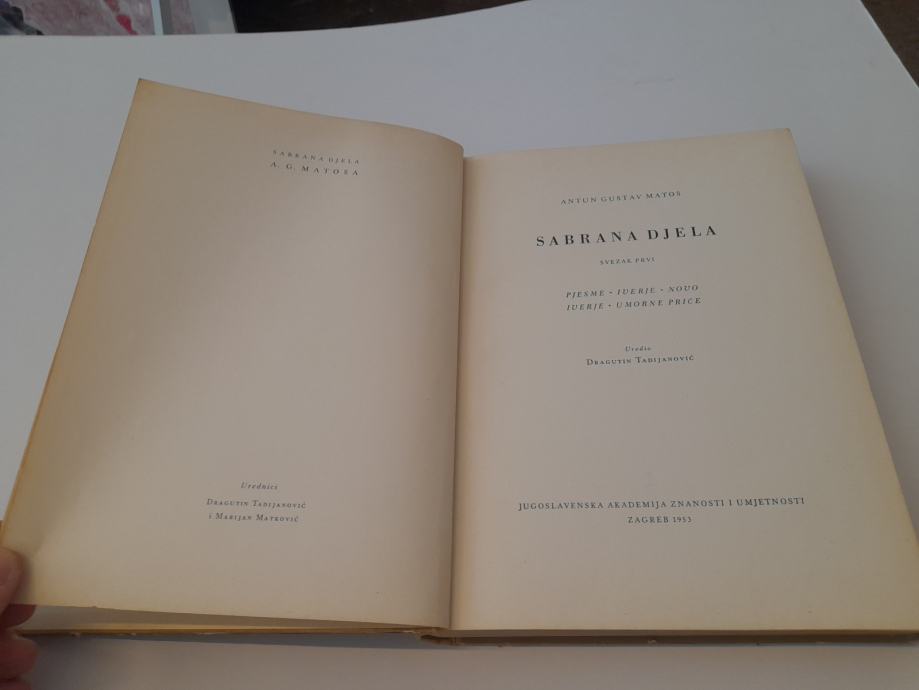 SABRANA DJELA
A. G. MATOŠA
Urednici
DRAGUTIN TADIJANOVIĆ
i MARIJAN MATKOVIĆ
ANTUN GUSTAV MATOŠ
SABRANA DJELA
SVEZAK PRVI
PJESME • IVERJE • NOVO
IVERJE • UMORNE PRIČE
Uredio
DRAGUTIN TADIJANOVIĆ
JUGOSLAVENSKA AKADEMIJA ZNANOSTI I UMJETNOSTI
ZAGREB 1953